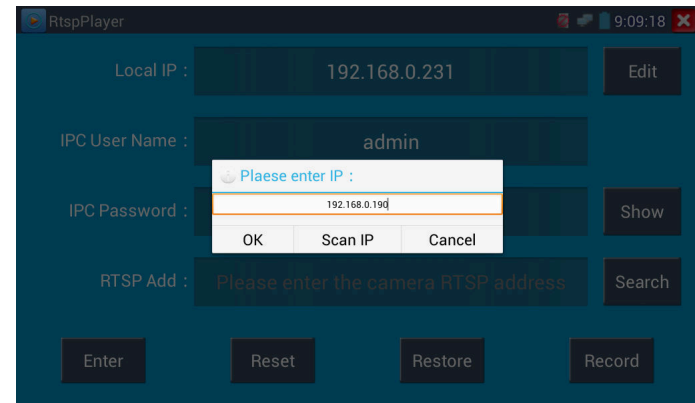 RtspPlayer 9:09:18
Local IP : 192.168.0.231 Edit
IPC User Name : admin
Plaese enter IP :
192.168.0.190
OK Scan IP Cancel
IPC Password : Show
RTSP Add : Please enter the camera RTSP address Search
Enter Reset Restore Record